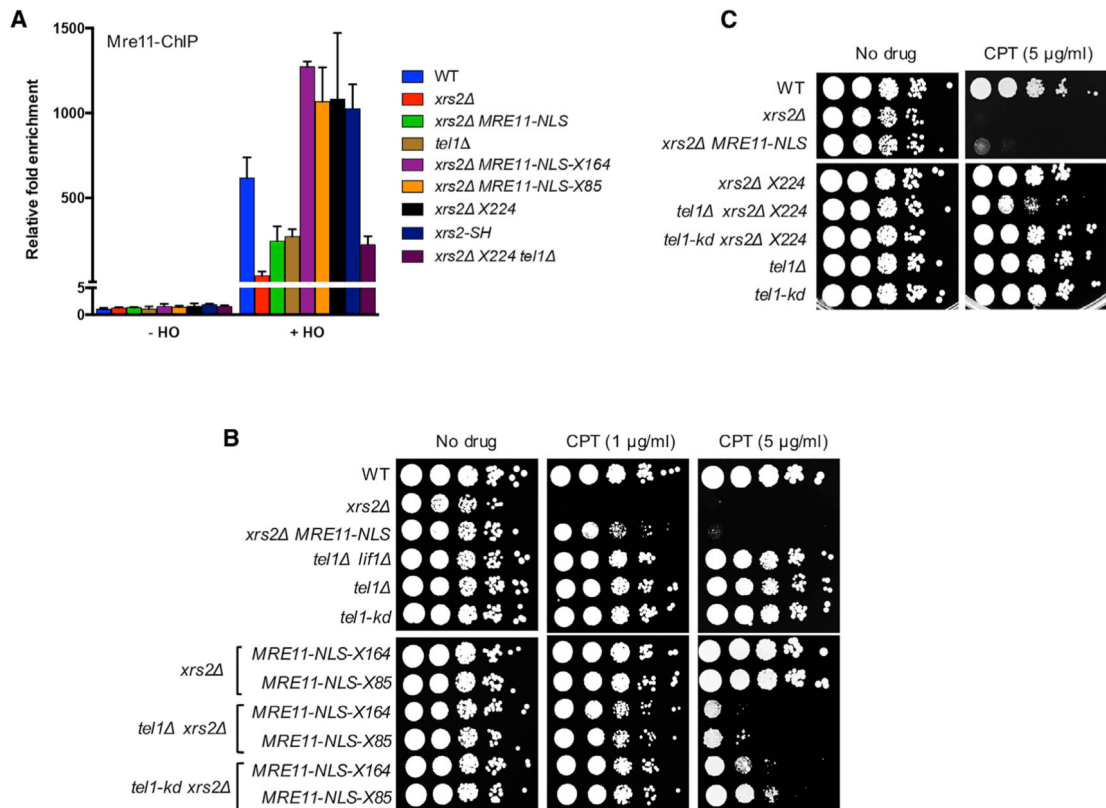 A
Mre11-ChIP
Relative fold enrichment
1500
1000
500
5
0
- HO
+ HO
WT
xrs2Δ
xrs2Δ MRE11-NLS
tel1Δ
xrs2Δ MRE11-NLS-X164
xrs2Δ MRE11-NLS-X85
xrs2Δ X224
xrs2-SH
xrs2Δ X224 tel1Δ
C
No drug
CPT (5 µg/ml)
WT
xrs2Δ
xrs2Δ MRE11-NLS
xrs2Δ X224
tel1Δ xrs2Δ X224
tel1-kd xrs2Δ X224
tel1Δ
tel1-kd
B
No drug
CPT (1 µg/ml)
CPT (5 µg/ml)
WT
xrs2Δ
xrs2Δ MRE11-NLS
tel1Δ lif1Δ
tel1Δ
tel1-kd
xrs2Δ
MRE11-NLS-X164
MRE11-NLS-X85
tel1Δ xrs2Δ
MRE11-NLS-X164
MRE11-NLS-X85
tel1-kd xrs2Δ
MRE11-NLS-X164
MRE11-NLS-X85